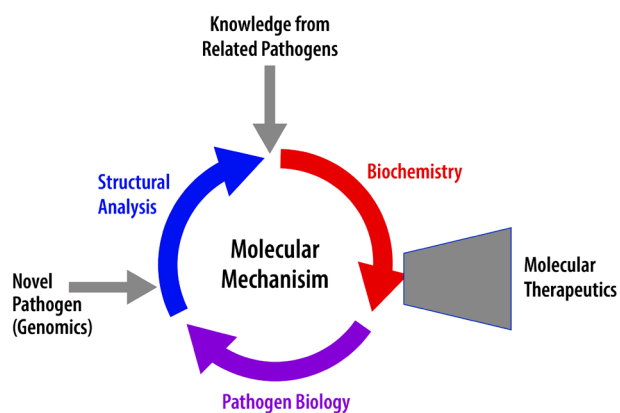 Knowledge from
Related Pathogens
Structural
Analysis
Biochemistry
Molecular
Mechanisim
Novel
Pathogen
(Genomics)
Molecular
Therapeutics
Pathogen Biology